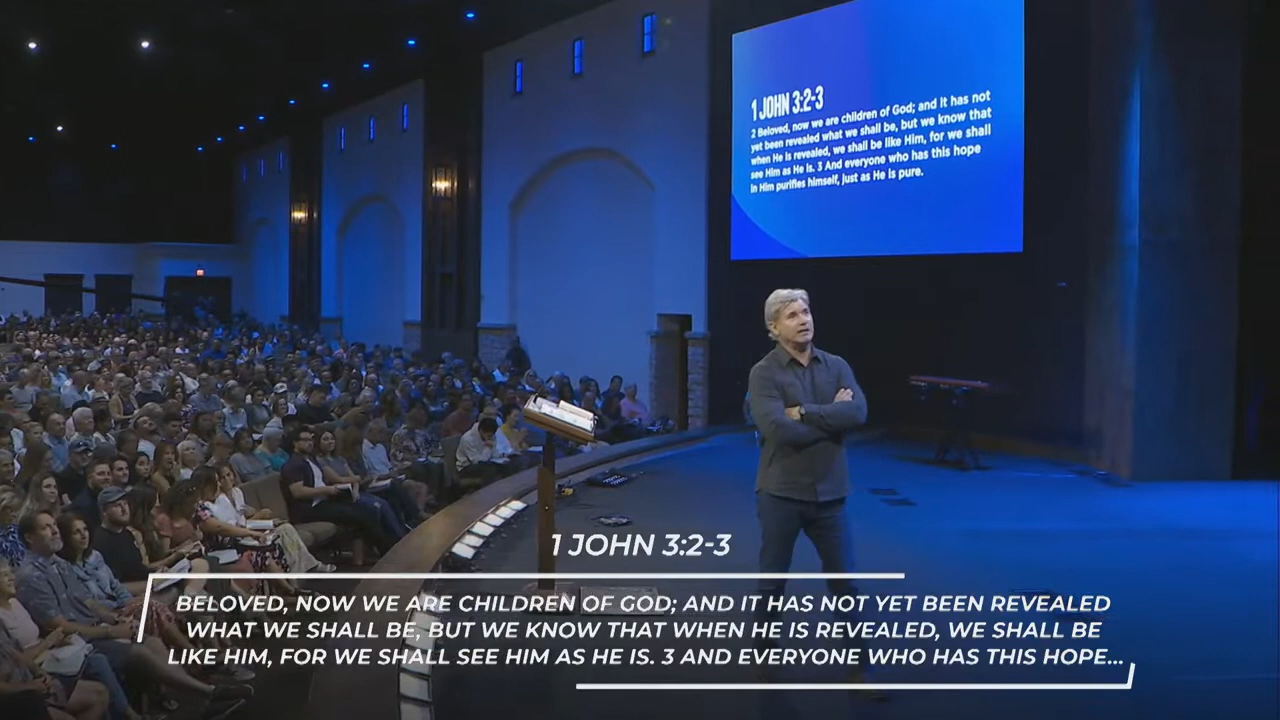 1 JOHN 3:2-3
2 Beloved, now we are children of God; and it has not
yet been revealed what we shall be, but we know that
when He is revealed, we shall be like Him, for we shall
see Him as He is. 3 And everyone who has this hope
in Him purifies himself, just as He is pure.
1 JOHN 3:2-3
BELOVED, NOW WE ARE CHILDREN OF GOD; AND IT HAS NOT YET BEEN REVEALED
WHAT WE SHALL BE, BUT WE KNOW THAT WHEN HE IS REVEALED, WE SHALL BE
LIKE HIM, FOR WE SHALL SEE HIM AS HE IS. 3 AND EVERYONE WHO HAS THIS HOPE...